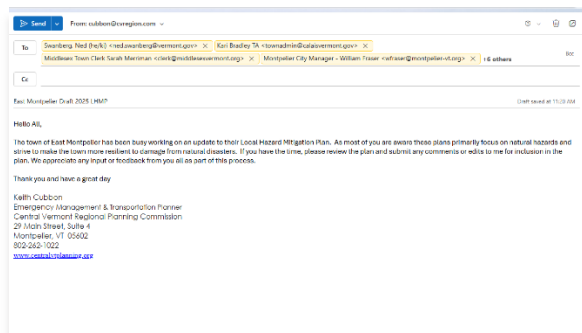 Send
From: cubbon@cvregion.com
To
Swanberg, Ned (he/til) <ned.swanberg@vermont.gov> ×
Kari Bradley TA <townadmin@calaisvermont.gov> ×
Middlesex Town Clerk Sarah Merriman <clerk@middlesexvermont.org> ×
Montpelier City Manager - William Fraser <wfraser@montpelier-vt.org> ×
+6 others
Bcc
Cc
East Montpelier Draft 2025 LHMP
Draft saved at 11:09 AM
Hello All,
The town of East Montpelier has been busy working on an update to their Local Hazard Mitigation Plan. As most of you are aware these plans primarily focus on natural hazards and
strive to make the town more resilient to damage from natural disasters. If you have the time, please review the plan and submit any comments or edits to me for inclusion in the
plan. We appreciate any input or feedback from you all as part of this process.
Thank you and have a great day
Keith Cubbon
Emergency Management & Transportation Planner
Central Vermont Regional Planning Commission
29 Main Street, Suite 4
Montpelier, VT 05602
802-262-1022
www.centralvtplanning.org